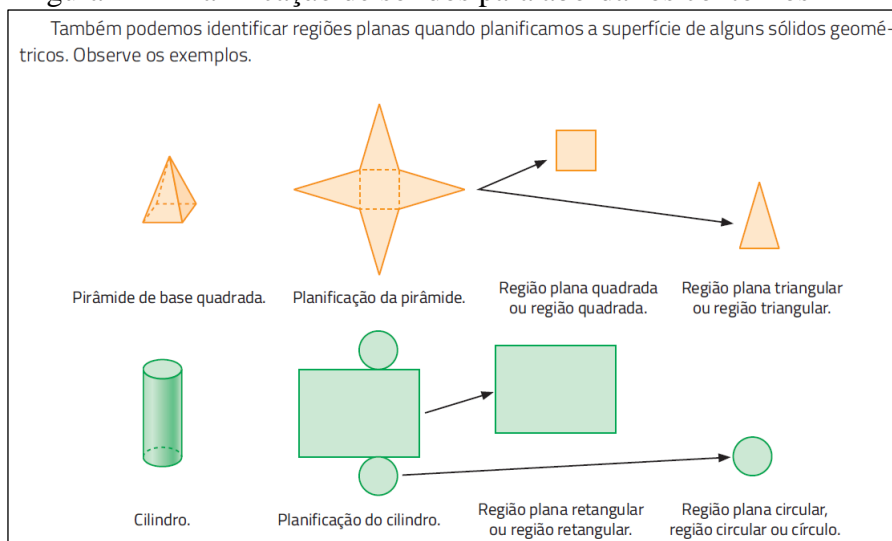 Também podemos identificar regiões planas quando planificamos a superfície de alguns sólidos geomé-
tricos. Observe os exemplos.
Pirâmide de base quadrada.
Planificação da pirâmide.
Região plana quadrada
ou região quadrada.
Região plana triangular
ou região triangular.
Cilindro.
Planificação do cilindro.
Região plana retangular
ou região retangular.
Região plana circular,
região circular ou círculo.